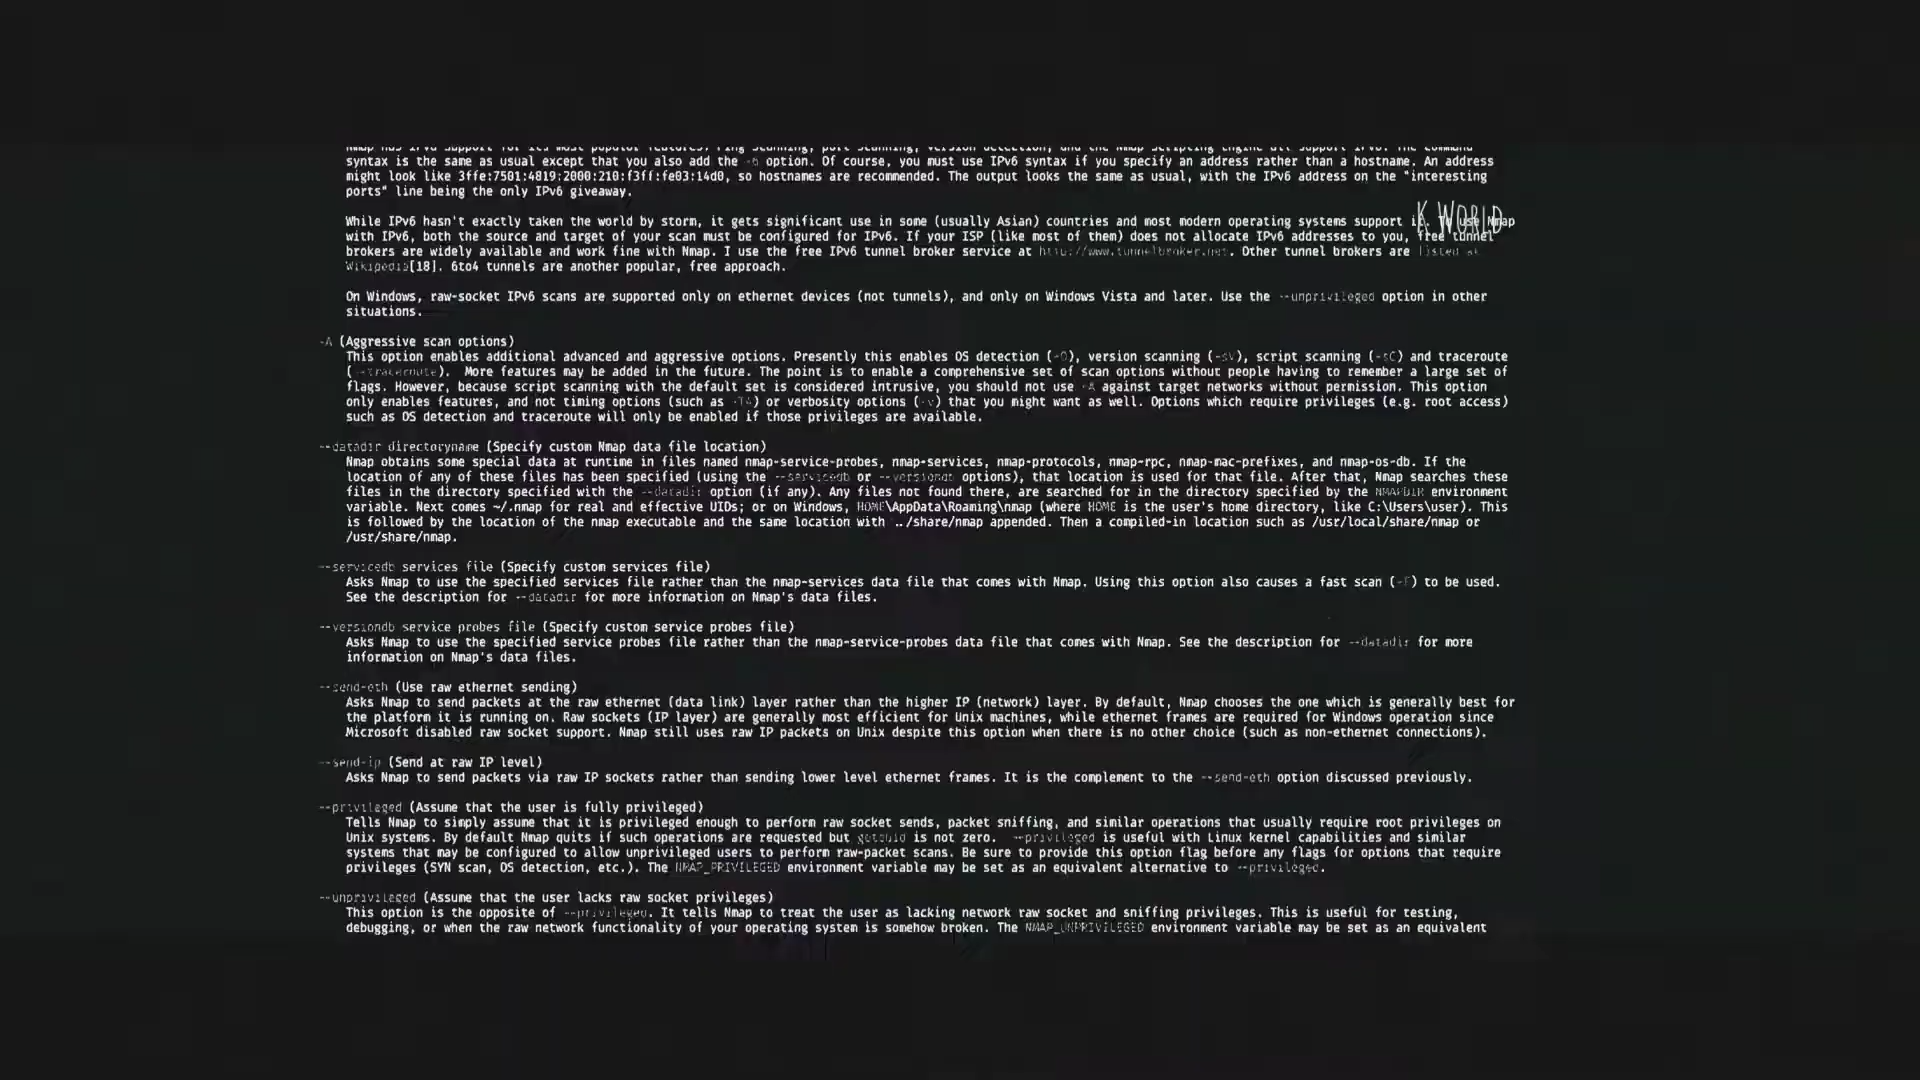 Nmap has IPv6 support for its most popular features. Ping scanning, port scanning, version detection, and the Nmap Scripting Engine all support IPv6. The command
syntax is the same as usual except that you also add the -6 option. Of course, you must use IPv6 syntax if you specify an address rather than a hostname. An address
might look like 3ffe:7501:4819:2000:210:f3ff:fe03:14d0, so hostnames are recommended. The output looks the same as usual, with the IPv6 address on the "interesting
ports" line being the only IPv6 giveaway.
While IPv6 hasn't exactly taken the world by storm, it gets significant use in some (usually Asian) countries and most modern operating systems support use Nmap
K WORLD
with IPv6, both the source and target of your scan must be configured for IPv6. If your ISP (like most of them) does not allocate IPv6 addresses to you, free tunnel
brokers are widely available and work fine with Nmap. I use the free IPv6 tunnel broker service at http://www.tunnelbroker.net. Other tunnel brokers are listed at
Wikipedia[18]. 6to4 tunnels are another popular, free approach.
On Windows, raw-socket IPv6 scans are supported only on ethernet devices (not tunnels), and only on Windows Vista and later. Use the --unprivileged option in other
situations.
-A (Aggressive scan options)
This option enables additional advanced and aggressive options. Presently this enables OS detection (-O), version scanning (-sV), script scanning (-sC) and traceroute
(--traceroute).  More features may be added in the future. The point is to enable a comprehensive set of scan options without people having to remember a large set of
flags. However, because script scanning with the default set is considered intrusive, you should not use -A against target networks without permission. This option
only enables features, and not timing options (such as -T4) or verbosity options (-v) that you might want as well. Options which require privileges (e.g. root access)
such as OS detection and traceroute will only be enabled if those privileges are available.
--datadir directoryname (Specify custom Nmap data file location)
Nmap obtains some special data at runtime in files named nmap-service-probes, nmap-services, nmap-protocols, nmap-rpc, nmap-mac-prefixes, and nmap-os-db. If the
location of any of these files has been specified (using the --servicedb or --versiondb options), that location is used for that file. After that, Nmap searches these
files in the directory specified with the --datadir option (if any). Any files not found there, are searched for in the directory specified by the NMAPDIR environment
variable. Next comes ~/.nmap for real and effective UIDs; or on Windows, HOME\AppData\Roaming\nmap (where HOME is the user's home directory, like C:\Users\user). This
is followed by the location of the nmap executable and the same location with ../share/nmap appended. Then a compiled-in location such as /usr/local/share/nmap or
/usr/share/nmap.
--servicedb services file (Specify custom services file)
Asks Nmap to use the specified services file rather than the nmap-services data file that comes with Nmap. Using this option also causes a fast scan (-F) to be used.
See the description for --datadir for more information on Nmap's data files.
--versiondb service probes file (Specify custom service probes file)
Asks Nmap to use the specified service probes file rather than the nmap-service-probes data file that comes with Nmap. See the description for --datadir for more
information on Nmap's data files.
--send-eth (Use raw ethernet sending)
Asks Nmap to send packets at the raw ethernet (data link) layer rather than the higher IP (network) layer. By default, Nmap chooses the one which is generally best for
the platform it is running on. Raw sockets (IP layer) are generally most efficient for Unix machines, while ethernet frames are required for Windows operation since
Microsoft disabled raw socket support. Nmap still uses raw IP packets on Unix despite this option when there is no other choice (such as non-ethernet connections).
--send-ip (Send at raw IP level)
Asks Nmap to send packets via raw IP sockets rather than sending lower level ethernet frames. It is the complement to the --send-eth option discussed previously.
--privileged (Assume that the user is fully privileged)
Tells Nmap to simply assume that it is privileged enough to perform raw socket sends, packet sniffing, and similar operations that usually require root privileges on
Unix systems. By default Nmap quits if such operations are requested but geteuid is not zero.  --privileged is useful with Linux kernel capabilities and similar
systems that may be configured to allow unprivileged users to perform raw-packet scans. Be sure to provide this option flag before any flags for options that require
privileges (SYN scan, OS detection, etc.). The NMAP_PRIVILEGED environment variable may be set as an equivalent alternative to --privileged.
--unprivileged (Assume that the user lacks raw socket privileges)
This option is the opposite of --privileged. It tells Nmap to treat the user as lacking network raw socket and sniffing privileges. This is useful for testing,
debugging, or when the raw network functionality of your operating system is somehow broken. The NMAP_UNPRIVILEGED environment variable may be set as an equivalent